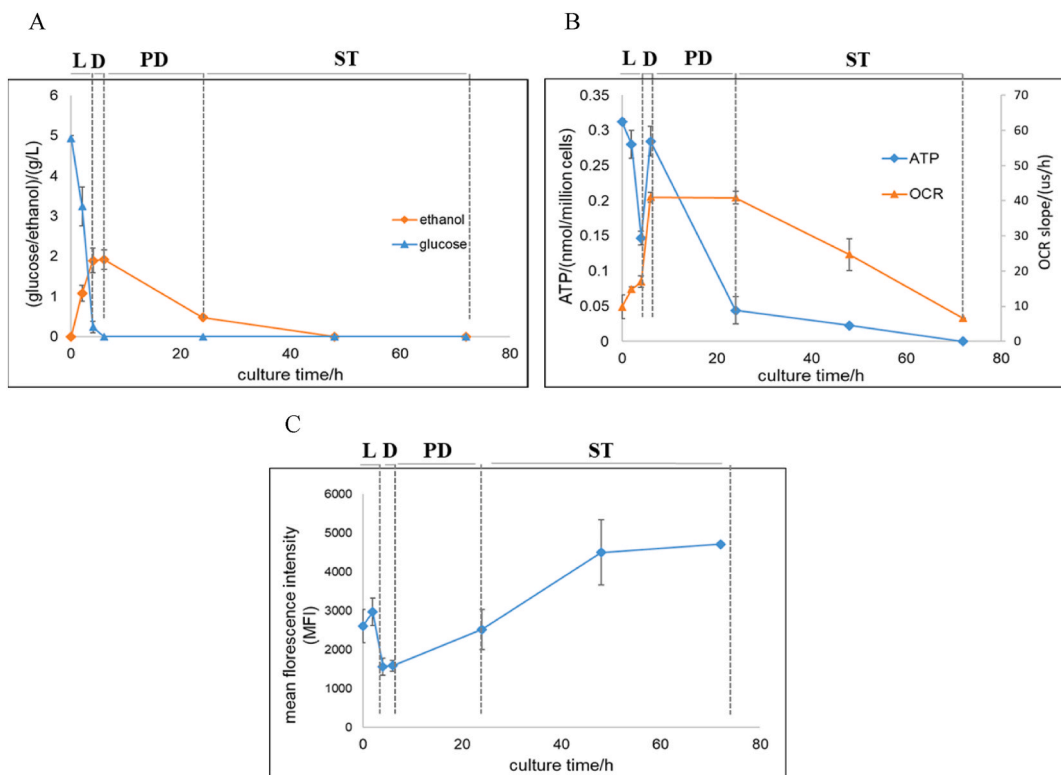 A
L D PD ST
6
5
4
3
2
1
0
(glucose/ethanol)/(g/L)
ethanol
glucose
0 20 40 60 80
culture time/h
B
L D PD ST
0.35
0.3
0.25
0.2
0.15
0.1
0.05
0
ATP/(nmol/million cells)
ATP
OCR
70
60
50
40
30
20
10
0
OCR slope/(us/h)
0 20 40 60 80
culture time/h
C
L D PD ST
6000
5000
4000
3000
2000
1000
0
mean florescence intensity
(MFI)
0 20 40 60 80
culture time/h